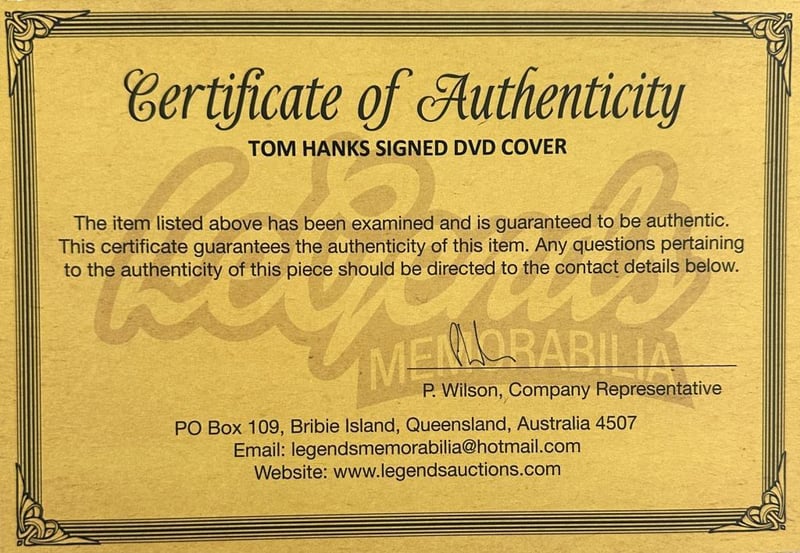 Certificate of Authenticity
TOM HANKS SIGNED DVD COVER
Legends
The item listed above has been examined and is guaranteed to be authentic.
This certificate guarantees the authenticity of this item. Any questions pertaining
to the authenticity of this piece should be directed to the contact details below.
MEMORABILIA
P. Wilson, Company Representative
PO Box 109, Bribie Island, Queensland, Australia 4507
Email: legendsmemorabilia@hotmail.com
Website: www.legendsauctions.com